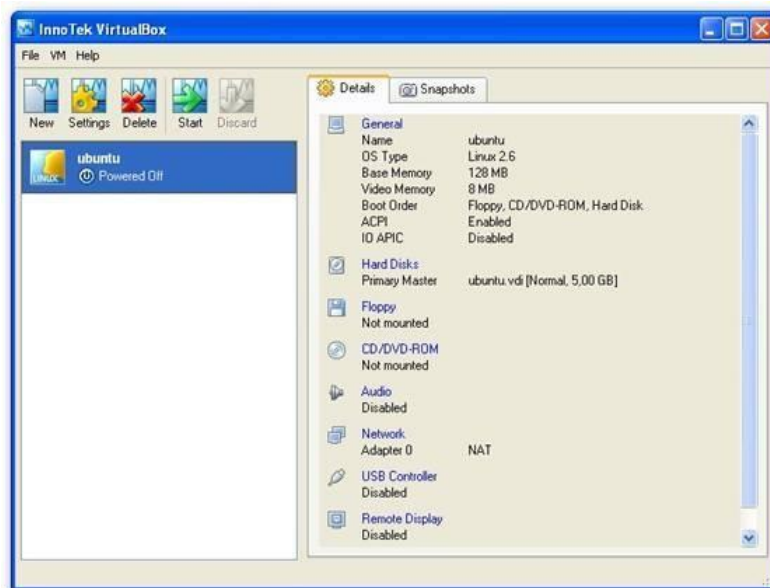 InnoTek VirtualBox
File VM Help
New Settings Delete Start Discard
ubuntu
Powered Off
Details Snapshots
General
Name ubuntu
OS Type Linux 2.6
Base Memory 128 MB
Video Memory 8 MB
Boot Order Floppy, CD/DVD-ROM, Hard Disk
ACPI Enabled
IO APIC Disabled
Hard Disks
Primary Master ubuntu.vdi [Normal, 5,00 GB]
Floppy
Not mounted
CD/DVD-ROM
Not mounted
Audio
Disabled
Network
Adapter 0 NAT
USB Controller
Disabled
Remote Display
Disabled